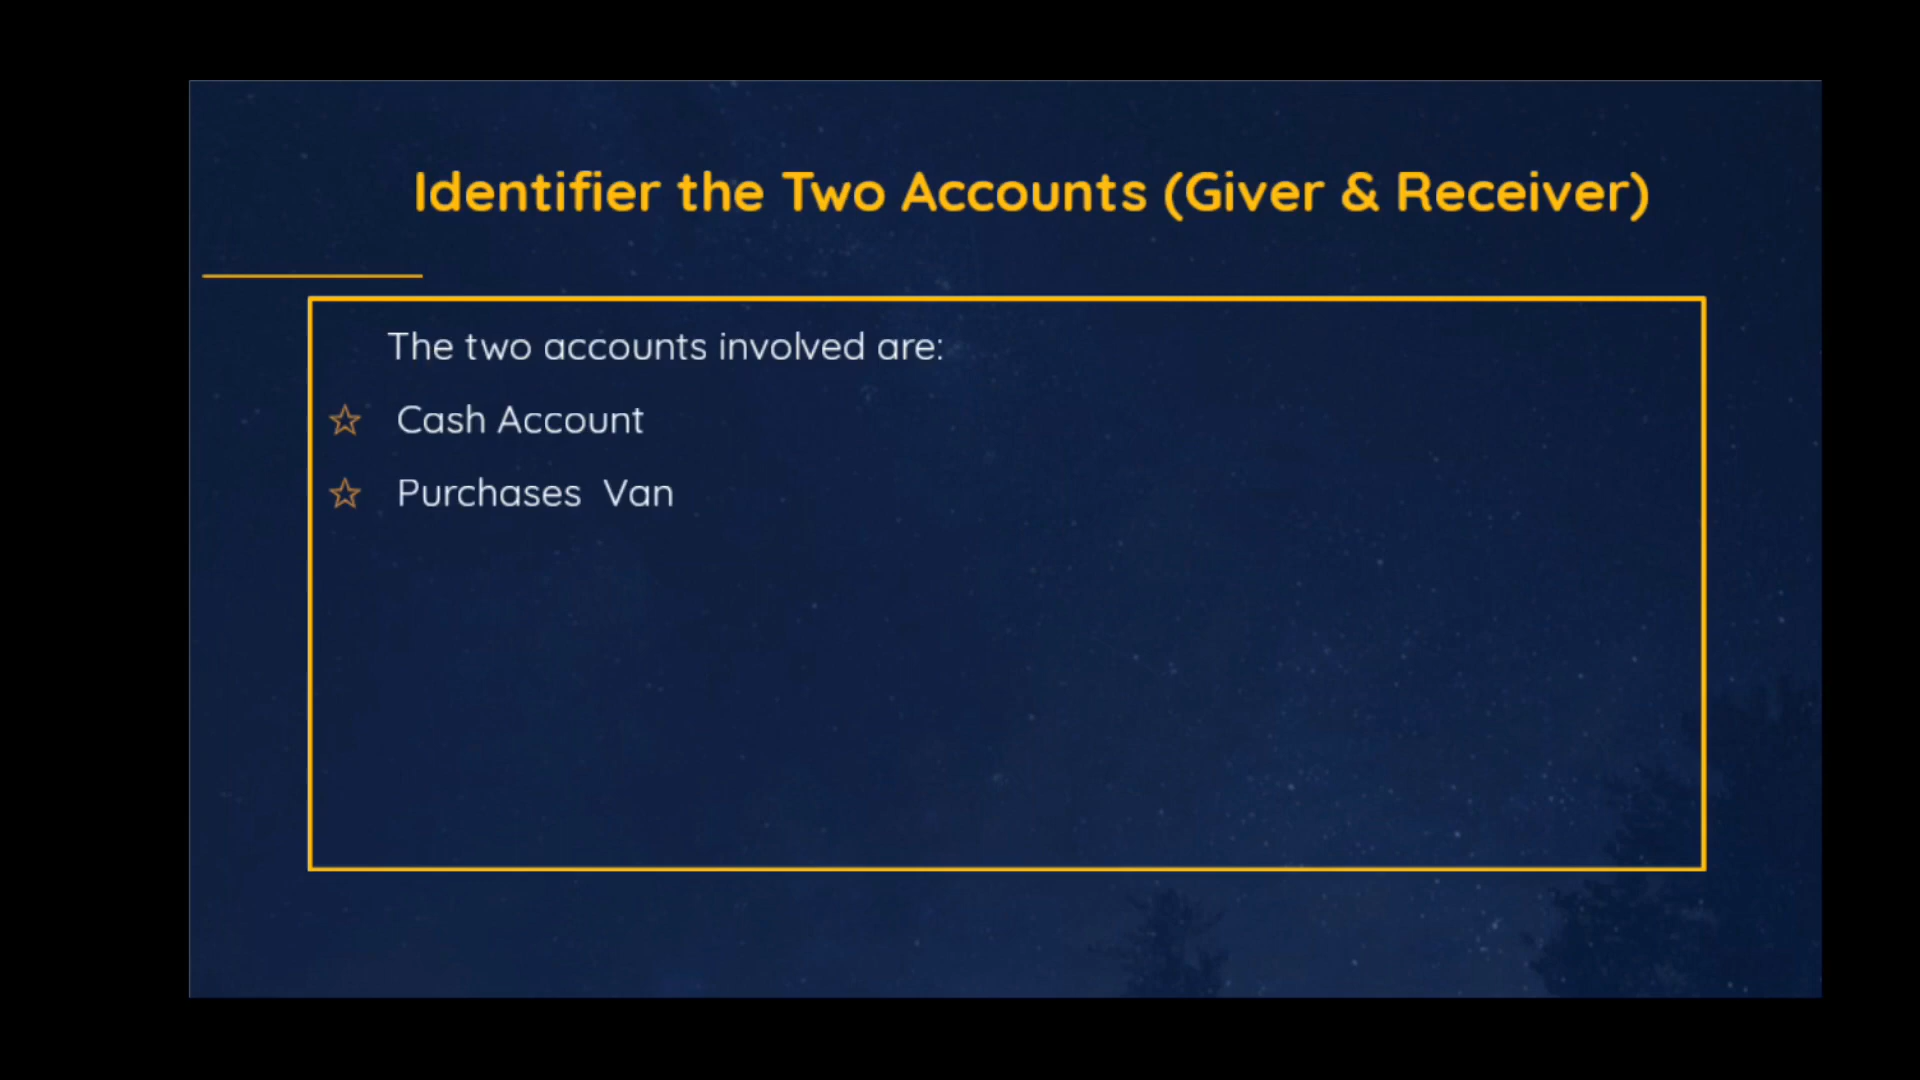 Identifier the Two Accounts (Giver & Receiver)
The two accounts involved are:
☆ Cash Account
☆ Purchases Van